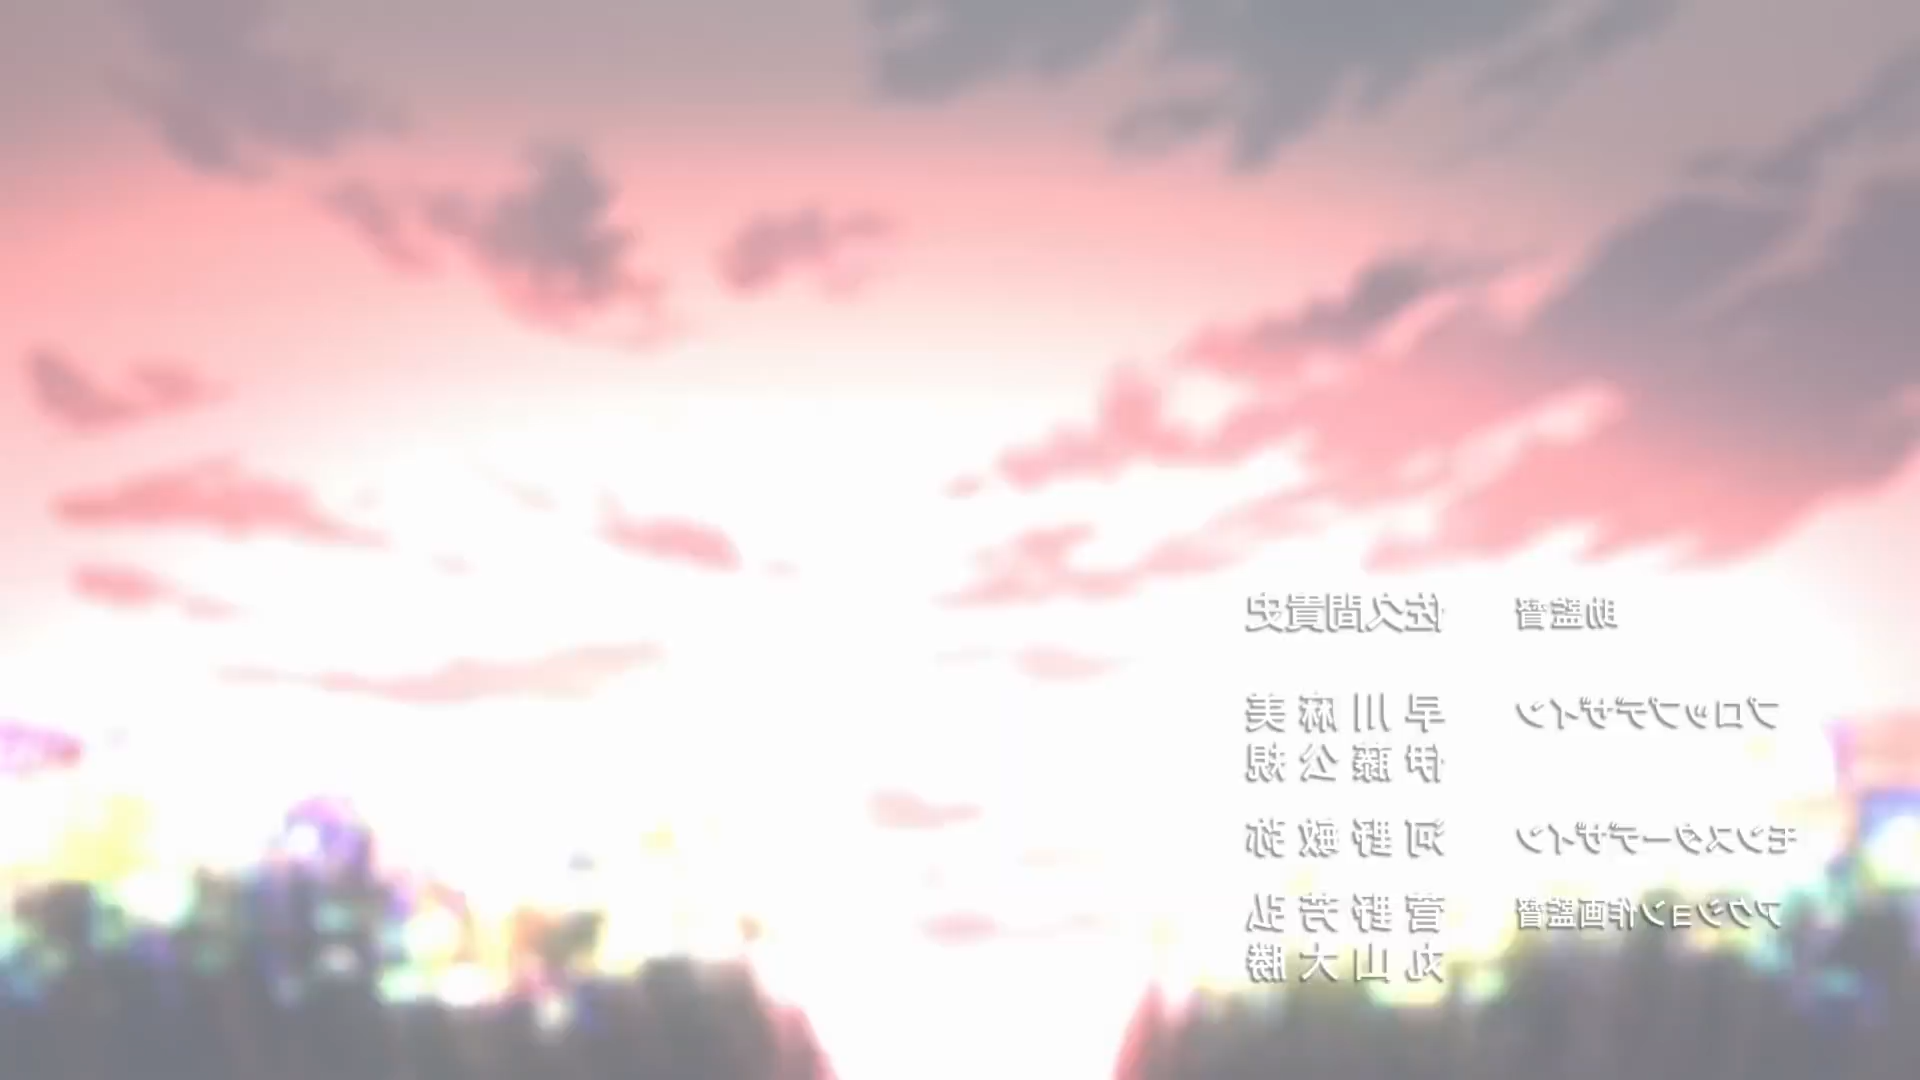 助監督 佐久間貴史
プロップデザイン 早川麻実
伊藤公規
モンスターデザイン 河野敏弥
アクション作画監督 菅野芳弘
丸山大勝